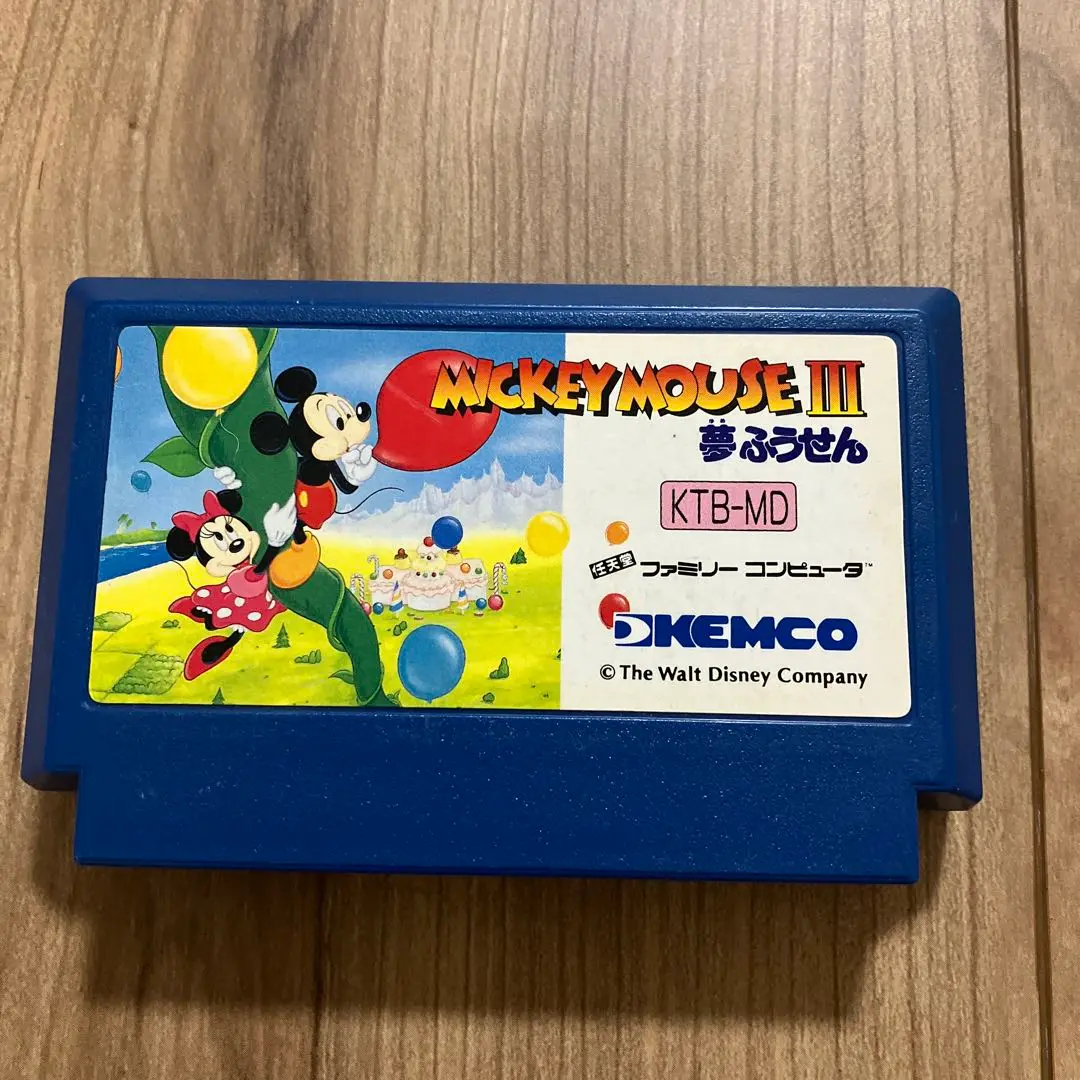 MICKEY MOUSE III
夢ふうせん
KTB-MD
任天堂 ファミリー コンピュータ™
KEMCO
© The Walt Disney Company